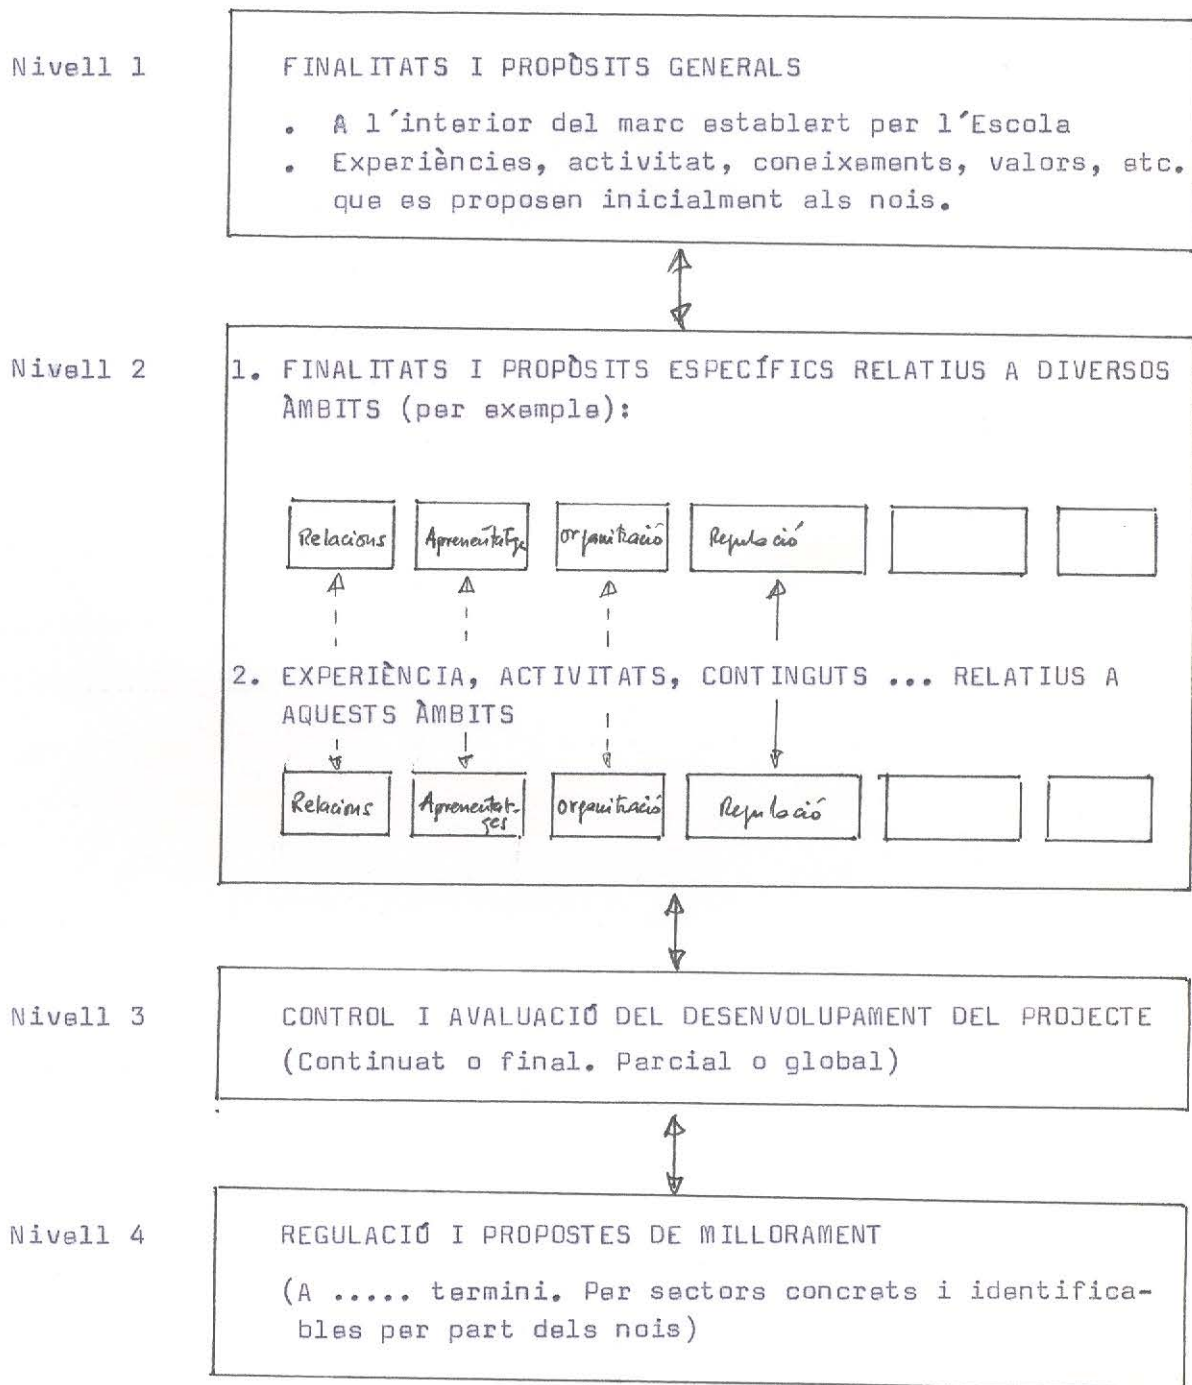 Nivell 1
FINALITATS I PROPÒSITS GENERALS
. A l´interior del marc establert per l´Escola
. Experiències, activitat, coneixements, valors, etc.
que es proposen inicialment als nois.
Nivell 2
1. FINALITATS I PROPÒSITS ESPECÍFICS RELATIUS A DIVERSOS
ÀMBITS (per exemple):
Relacions Aprenentatge organització Regulació
2. EXPERIÈNCIA, ACTIVITATS, CONTINGUTS ... RELATIUS A
AQUESTS ÀMBITS
Relacions Aprenentat- organització Regulació
ges
Nivell 3
CONTROL I AVALUACIÓ DEL DESENVOLUPAMENT DEL PROJECTE
(Continuat o final. Parcial o global)
Nivell 4
REGULACIÓ I PROPOSTES DE MILLORAMENT
(A ..... termini. Per sectors concrets i identifica-
bles per part dels nois)